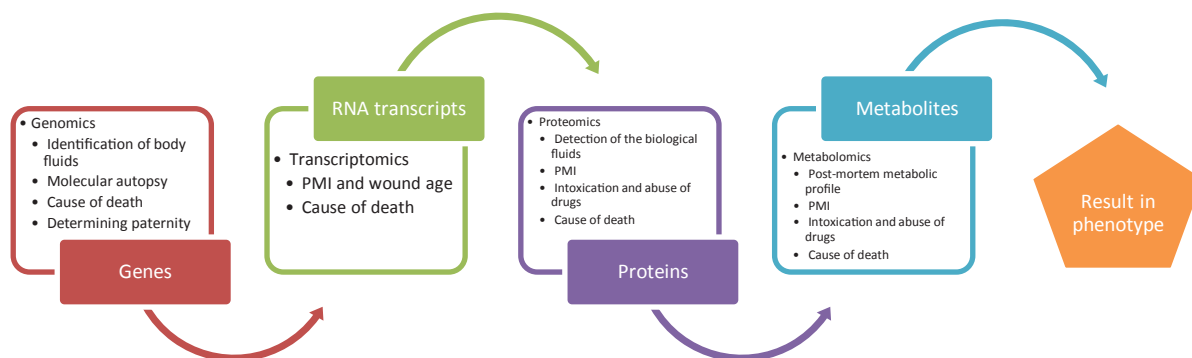 • Genomics
• Identification of body
fluids
• Molecular autopsy
• Cause of death
• Determining paternity
Genes
RNA transcripts
• Transcriptomics
• PMI and wound age
• Cause of death
• Proteomics
• Detection of the biological
fluids
• PMI
• Intoxication and abuse of
drugs
• Cause of death
Proteins
Metabolites
• Metabolomics
• Post-mortem metabolic
profile
• PMI
• Intoxication and abuse of
drugs
• Cause of death
Result in
phenotype